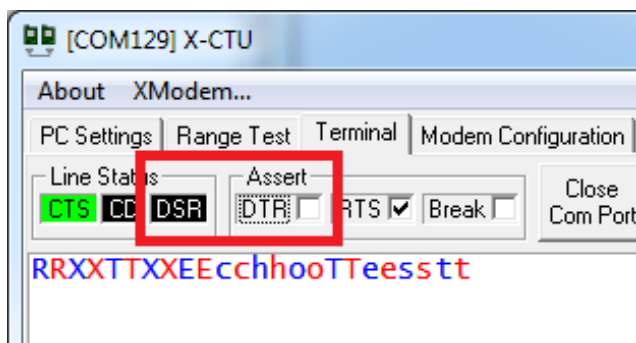 [COM129] X-CTU
About XModem...
PC Settings Range Test Terminal Modem Configuration
Line Status Assert
CTS CD DSR DTR RTS Break Close
Com Port
RRXXTTXXEEcchhooTTeesstt